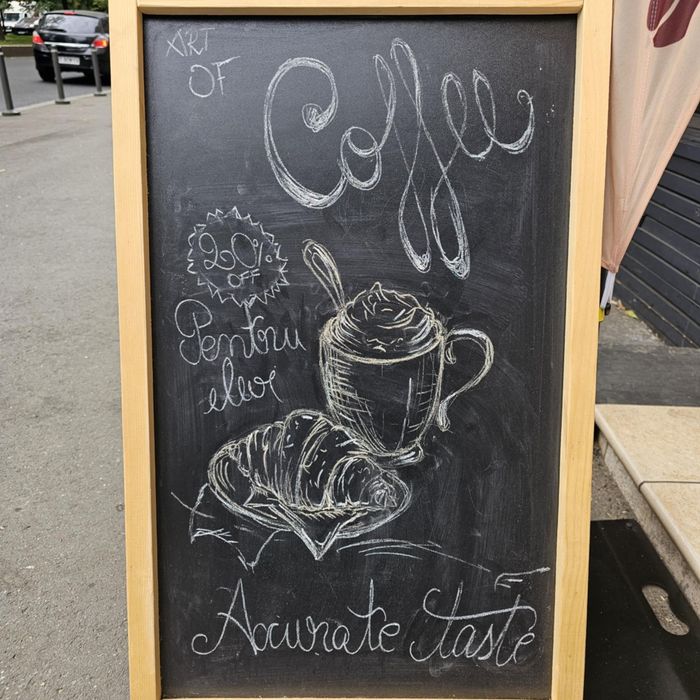 ART
OF
Coffee
20%
OFF
Pentru
elevi
Accurate taste